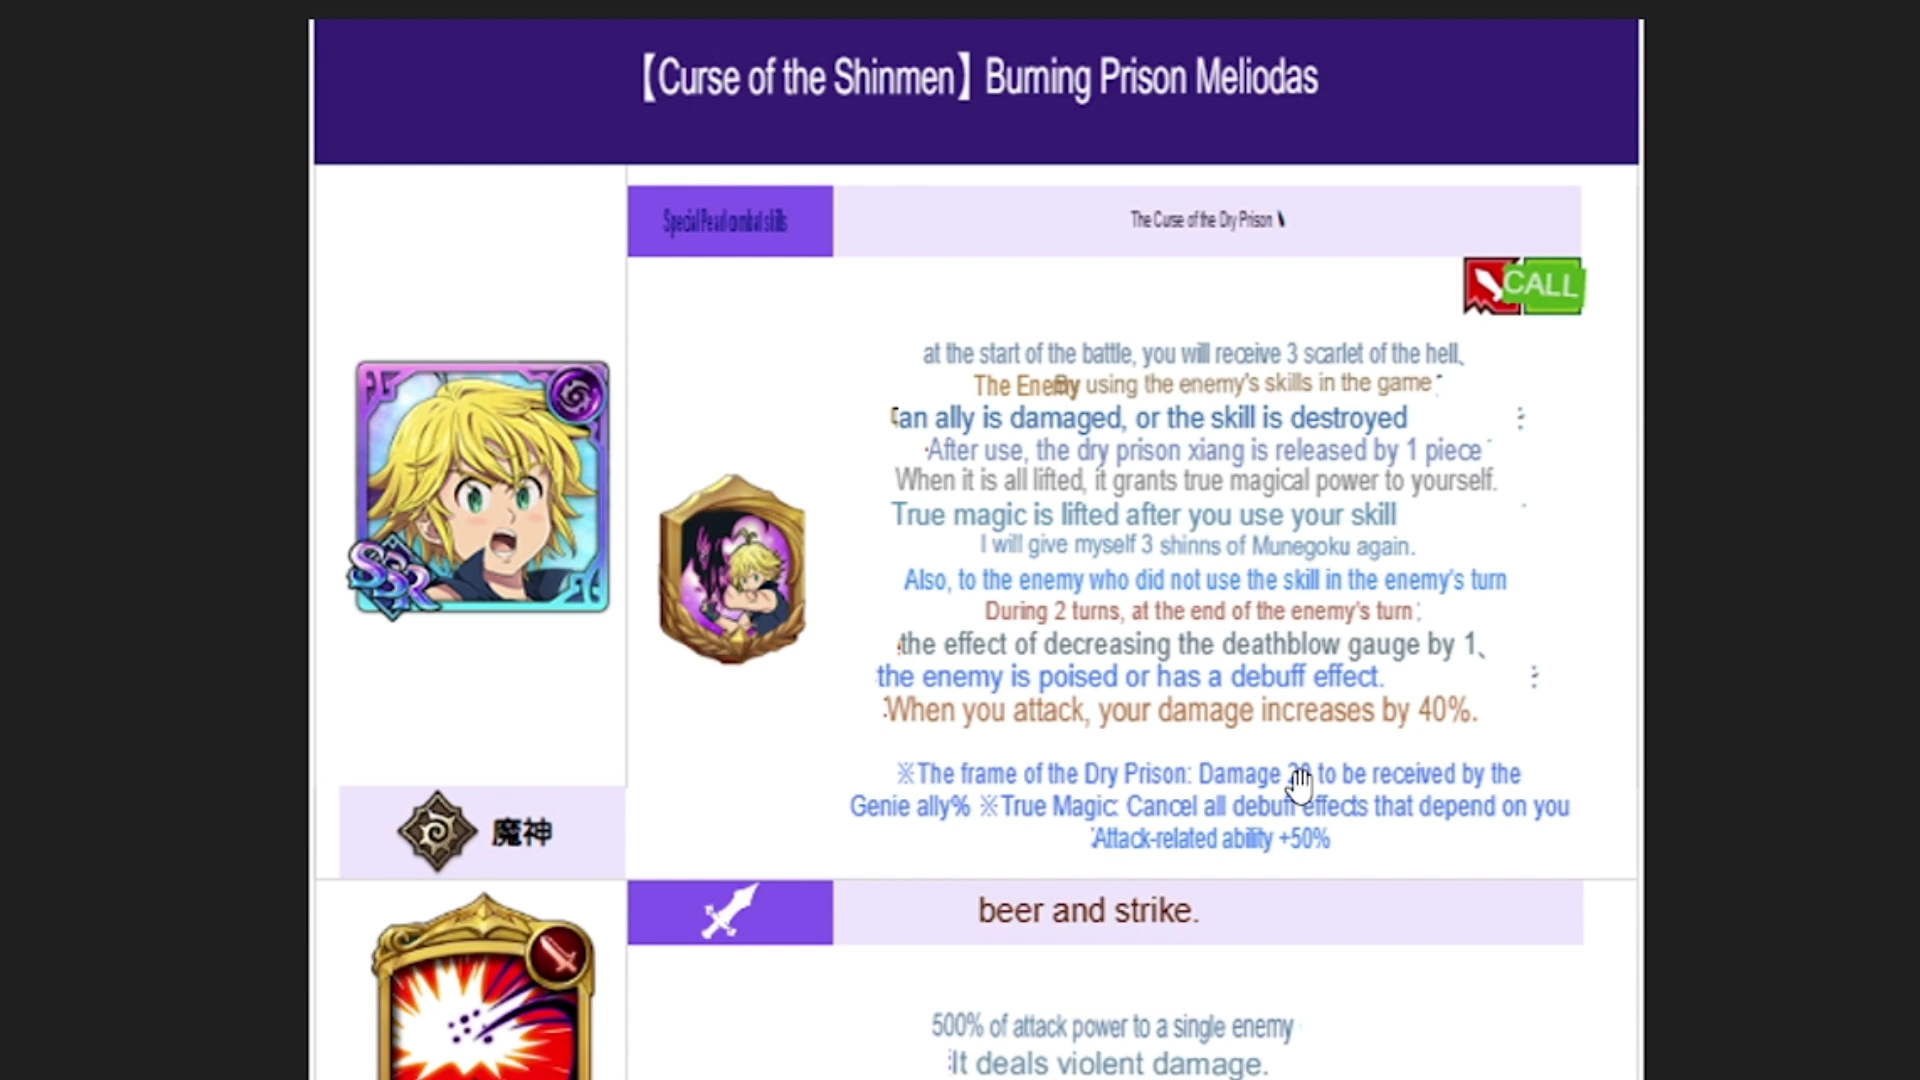 【Curse of the Shinmen】 Burning Prison Meliodas
Special Pearl combat skills
The Curse of the Dry Prison
CALL
at the start of the battle, you will receive 3 scarlet of the hell、
The Enemy By using the enemy's skills in the game
an ally is damaged, or the skill is destroyed
After use, the dry prison xiang is released by 1 piece
When it is all lifted, it grants true magical power to yourself.
True magic is lifted after you use your skill
I will give myself 3 shinns of Munegoku again.
Also, to the enemy who did not use the skill in the enemy's turn
During 2 turns, at the end of the enemy's turn
the effect of decreasing the deathblow gauge by 1、
the enemy is poised or has a debuff effect.
When you attack, your damage increases by 40%.
※The frame of the Dry Prison: Damage to be received by the
Genie ally% ※True Magic: Cancel all debuff effects that depend on you
Attack-related ability +50%
SSR
魔神
beer and strike.
500% of attack power to a single enemy
It deals violent damage.